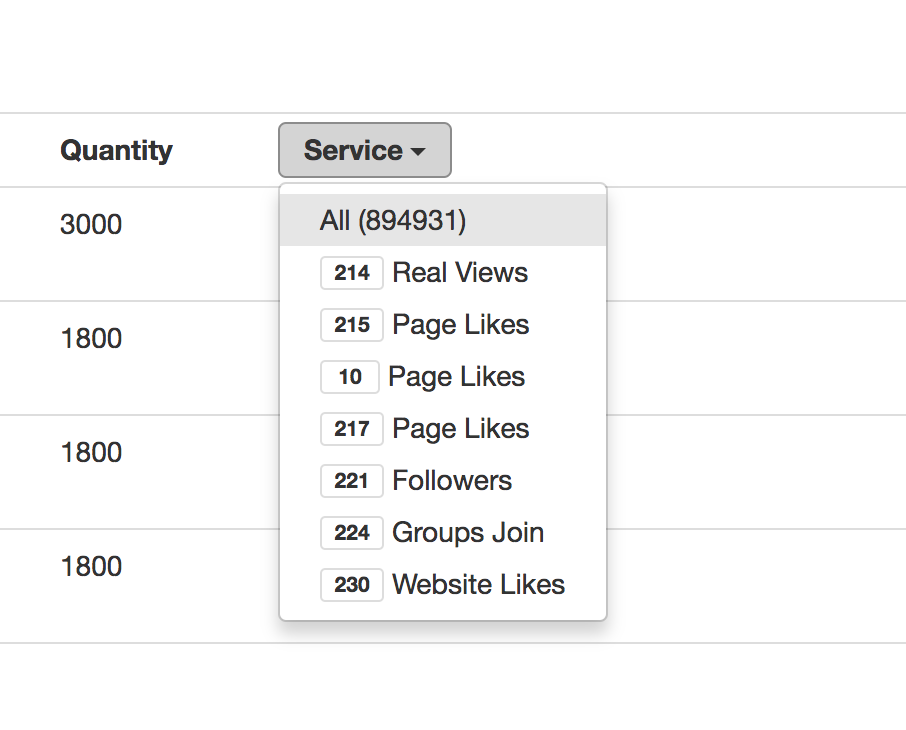 Quantity
Service
3000
All (894931)
214 Real Views
215 Page Likes
1800
10 Page Likes
217 Page Likes
1800
221 Followers
224 Groups Join
1800
230 Website Likes